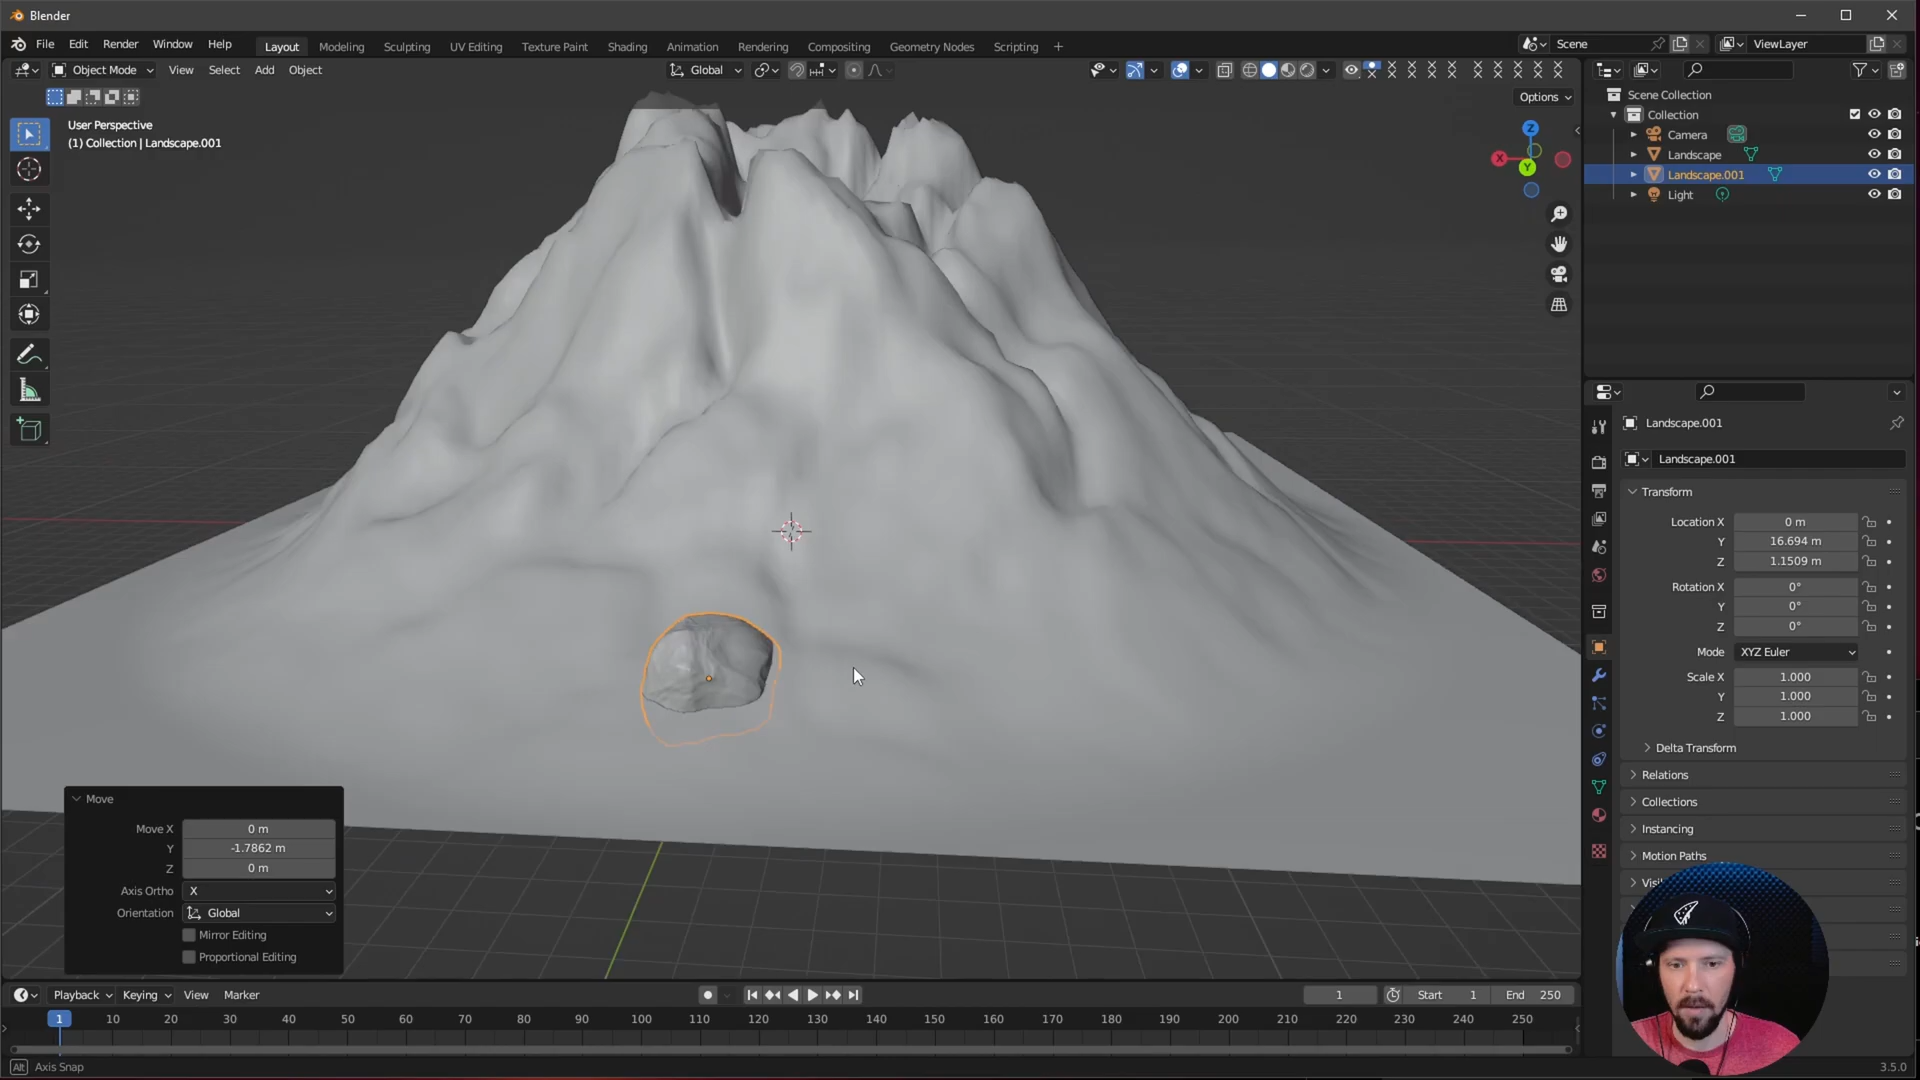 Blender
File Edit Render Window Help
Layout Modeling Sculpting UV Editing Texture Paint Shading Animation Rendering Compositing Geometry Nodes Scripting +
Scene
ViewLayer
Object Mode View Select Add Object
Global
Options
User Perspective
(1) Collection | Landscape.001
Z
X
Y
Scene Collection
Collection
Camera
Landscape
Landscape.001
Light
Landscape.001
Landscape.001
Transform
Location X 0 m
Y 16.694 m
Z 1.1509 m
Rotation X 0°
Y 0°
Z 0°
Mode XYZ Euler
Scale X 1.000
Y 1.000
Z 1.000
Delta Transform
Relations
Collections
Instancing
Motion Paths
Move
Move X 0 m
Y -1.7862 m
Z 0 m
Axis Ortho X
Orientation Global
Mirror Editing
Proportional Editing
Playback Keying View Marker
1
Start 1
End 250
1 10 20 30 40 50 60 70 80 90 100 110 120 130 140 150 160 170 180 190 200 210 220 230 240 250
Alt Axis Snap
3.5.0